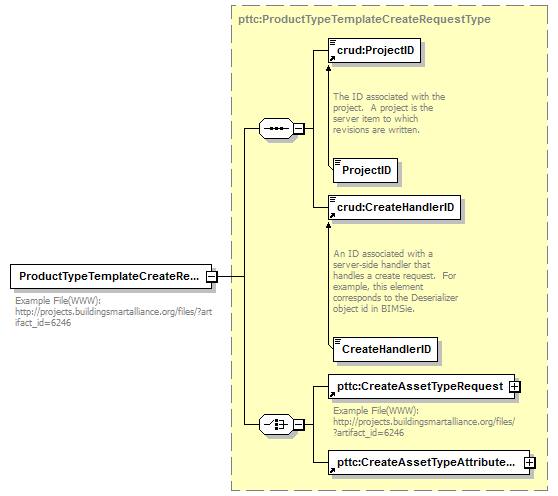 pttc:ProductTypeTemplateCreateRequestType
crud:ProjectID
The ID associated with the
project.  A project is the
server item to which
revisions are written.
ProjectID
crud:CreateHandlerID
ProductTypeTemplateCreateRe...
Example File(WWW):
http://projects.buildingsmartalliance.org/files/?art
ifact_id=6246
An ID associated with a
server-side handler that
handles a create request.  For
example, this element
corresponds to the Deserializer
object id in BIMSie.
CreateHandlerID
pttc:CreateAssetTypeRequest
Example File(WWW):
http://projects.buildingsmartalliance.org/files/
?artifact_id=6246
pttc:CreateAssetTypeAttribute...